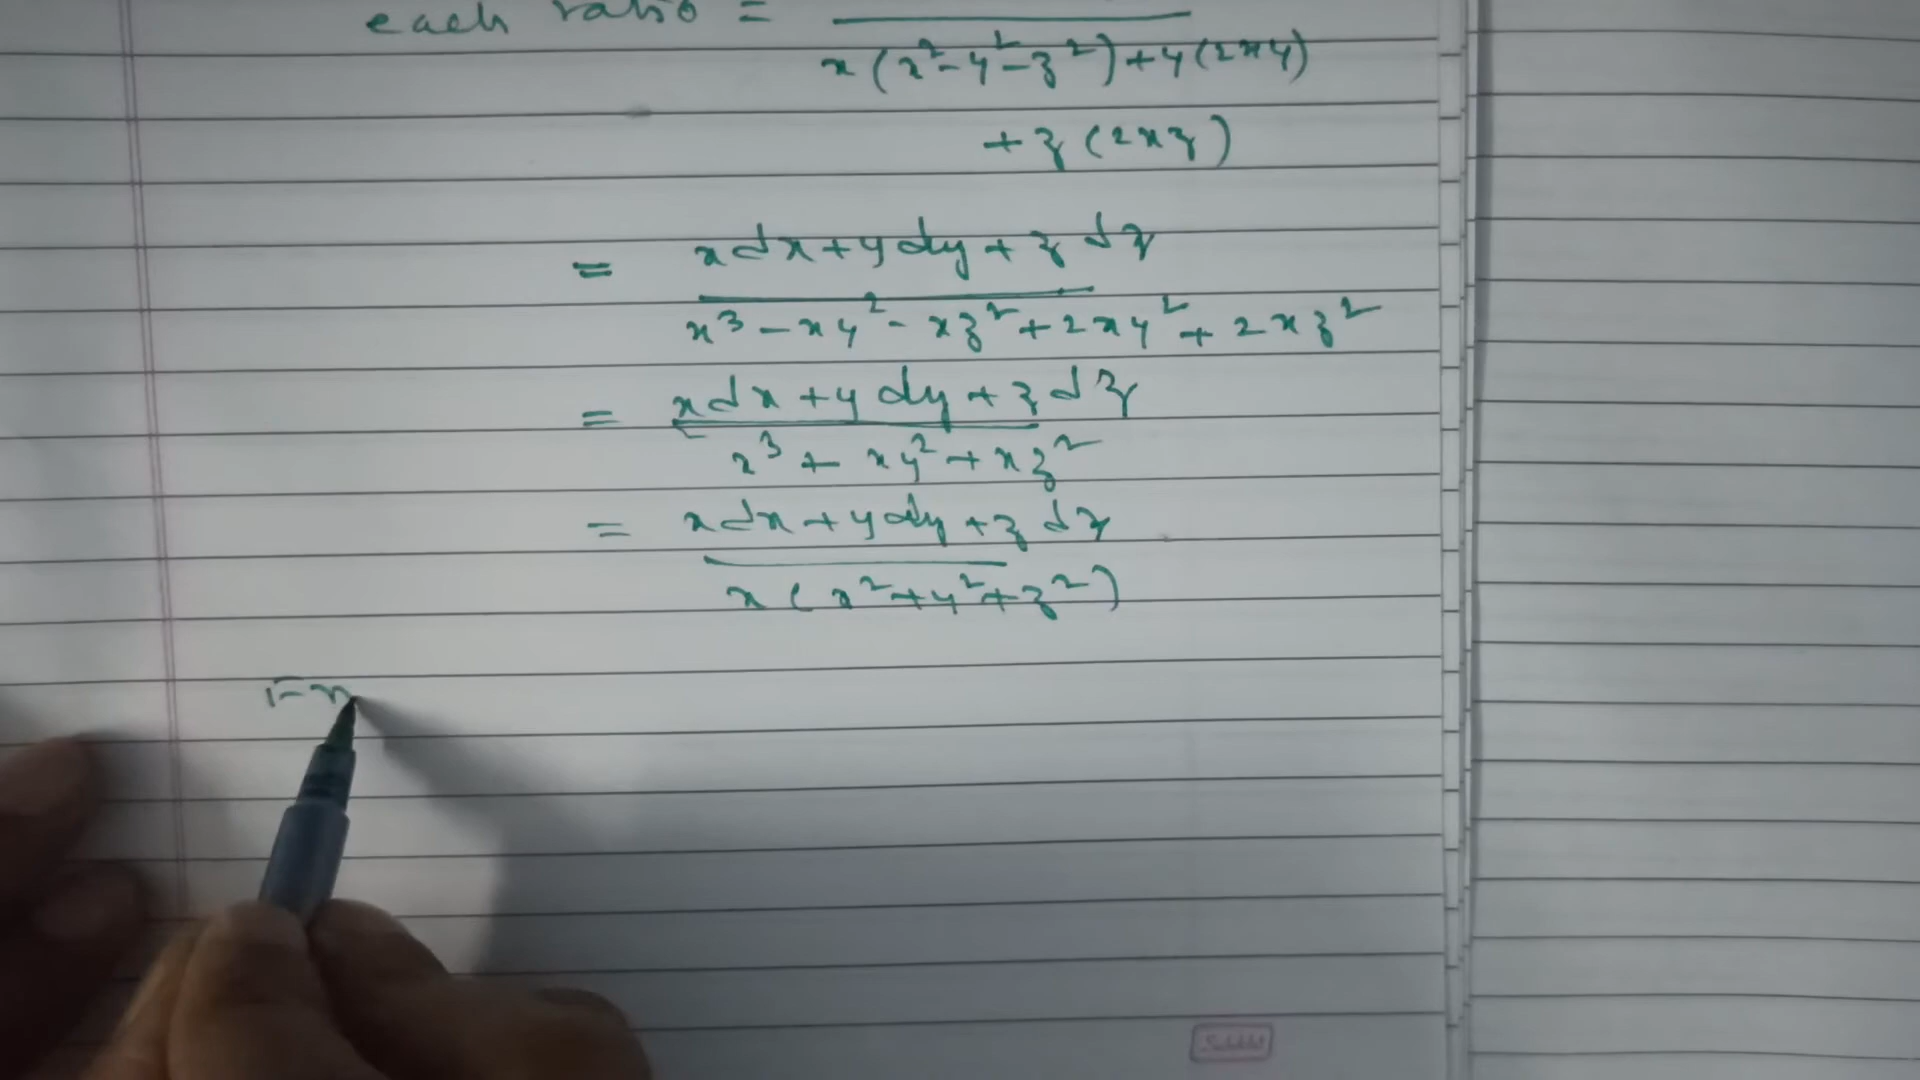 each ratio =
x(x²-y²-z²)+y(2xy)
+z(2xz)
= xdx+ydy+zdz
x³-xy²-xz²+2xy²+2xz²
= xdx+ydy+zdz
x³+xy²+xz²
= xdx+ydy+zdz
x(x²+y²+z²)